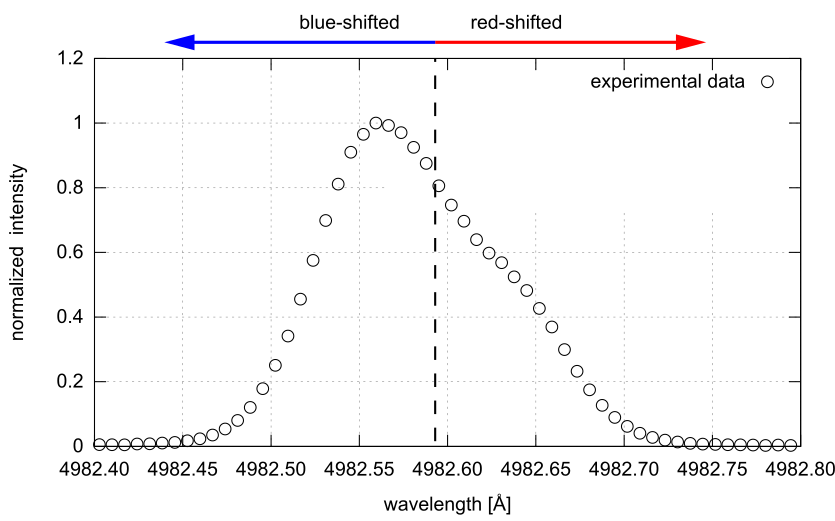 blue-shifted red-shifted
1.2
experimental data
1
0.8
0.6
0.4
0.2
0
normalized intensity
4982.40 4982.45 4982.50 4982.55 4982.60 4982.65 4982.70 4982.75 4982.80
wavelength [Å]